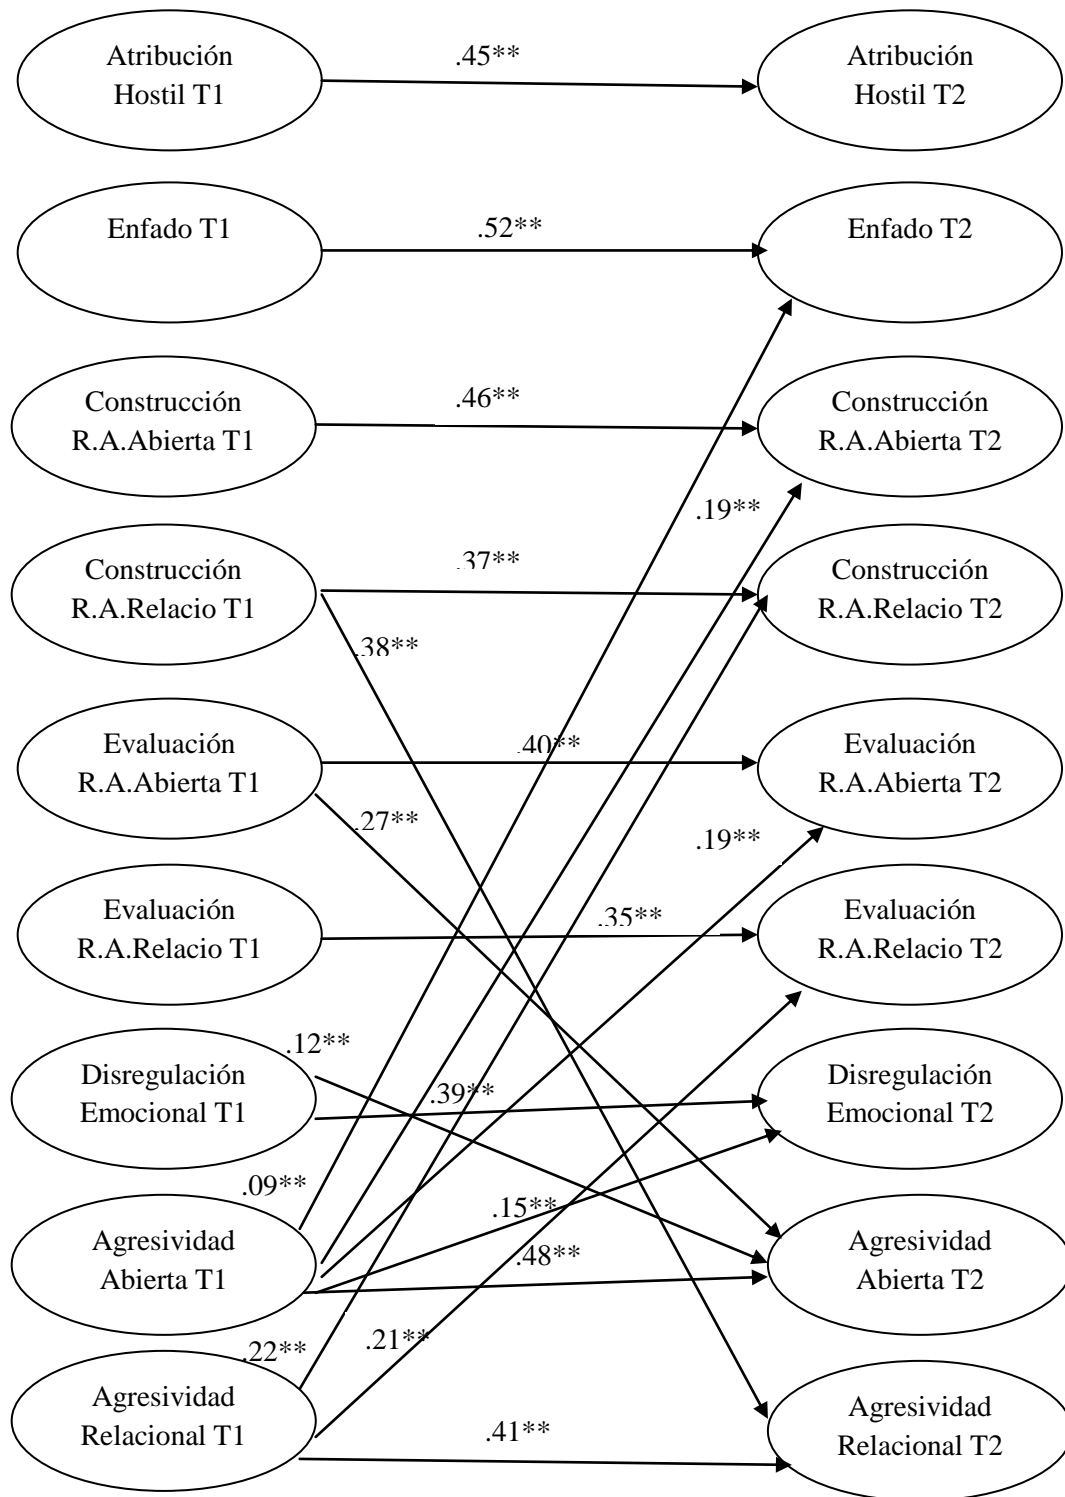 Atribución
Hostil T1
.45**
Atribución
Hostil T2
Enfado T1
.52**
Enfado T2
Construcción
R.A.Abierta T1
.46**
Construcción
R.A.Abierta T2
.19**
Construcción
R.A.Relacio T1
.37**
Construcción
R.A.Relacio T2
.38**
Evaluación
R.A.Abierta T1
.40**
Evaluación
R.A.Abierta T2
.27**
.19**
Evaluación
R.A.Relacio T1
.35**
Evaluación
R.A.Relacio T2
.12**
Disregulación
Emocional T1
.39**
Disregulación
Emocional T2
.09**
.15**
Agresividad
Abierta T1
.48**
Agresividad
Abierta T2
.22**
.21**
Agresividad
Relacional T1
.41**
Agresividad
Relacional T2